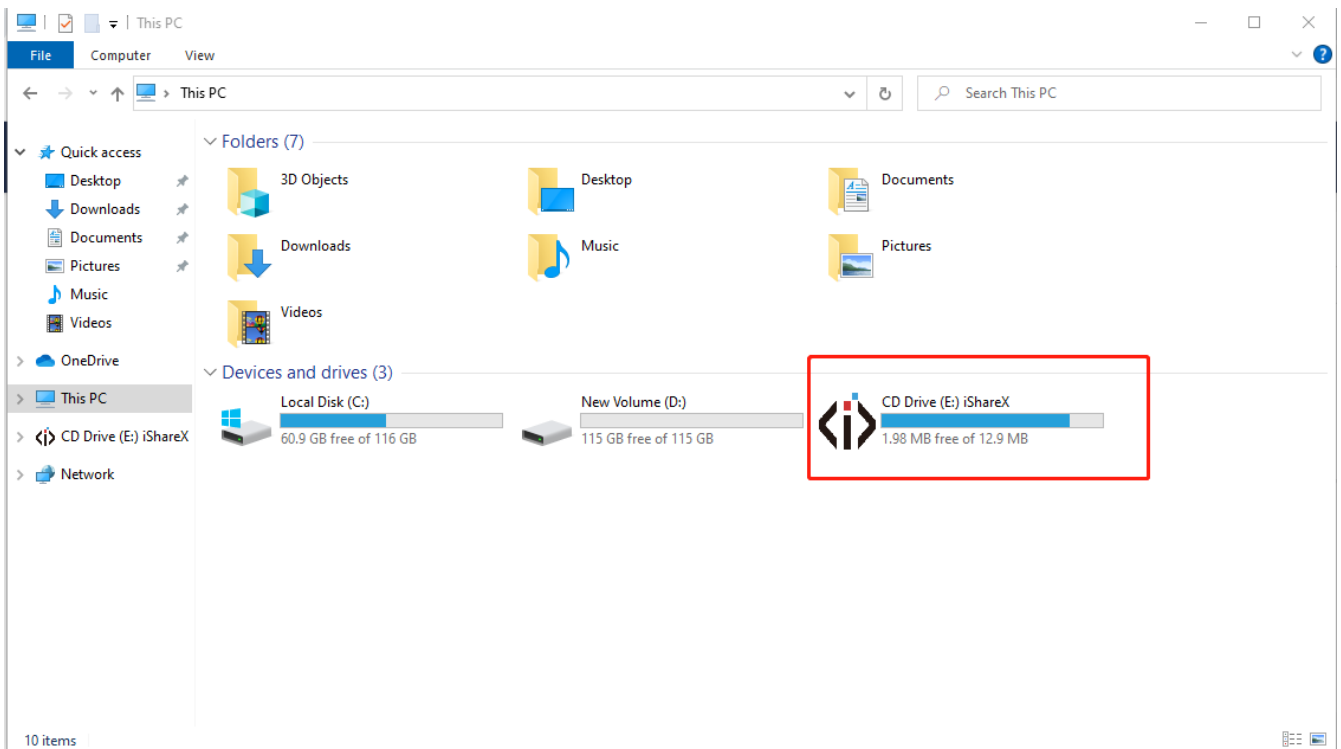 This PC
File Computer View
This PC
Search This PC
Quick access
Desktop
Downloads
Documents
Pictures
Music
Videos
OneDrive
This PC
CD Drive (E:) iShareX
Network
Folders (7)
3D Objects
Desktop
Documents
Downloads
Music
Pictures
Videos
Devices and drives (3)
Local Disk (C:)
60.9 GB free of 116 GB
New Volume (D:)
115 GB free of 115 GB
CD Drive (E:) iShareX
1.98 MB free of 12.9 MB
10 items